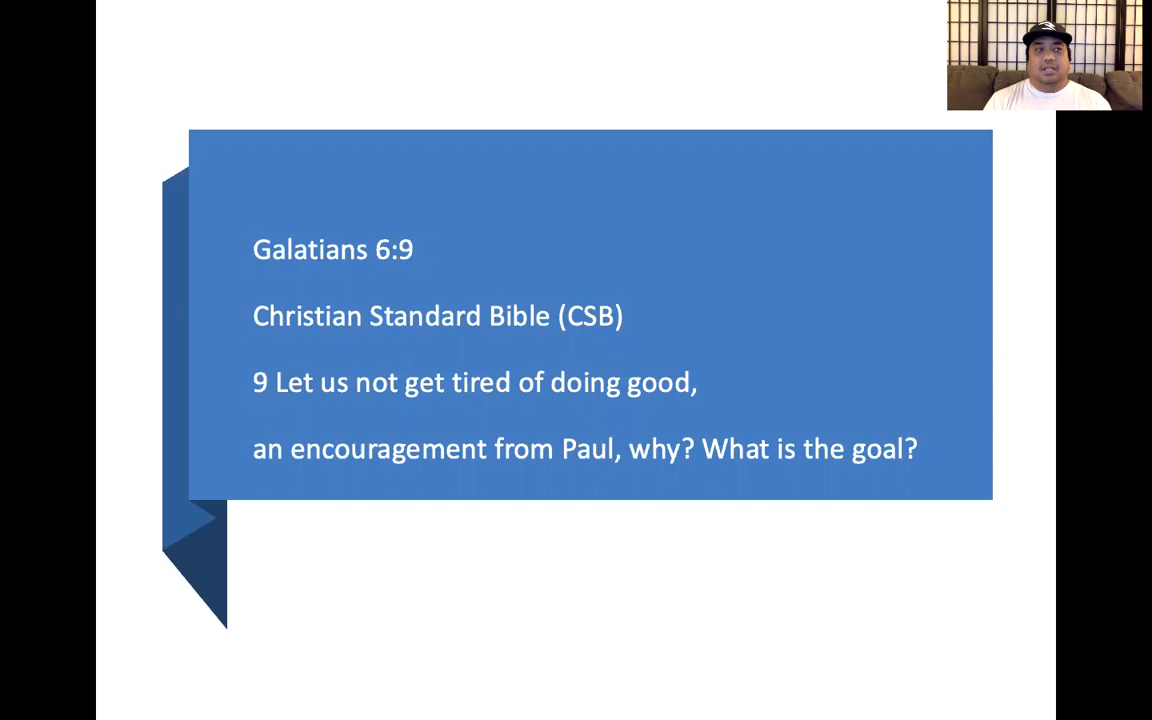 Galatians 6:9
Christian Standard Bible (CSB)
9 Let us not get tired of doing good,
an encouragement from Paul, why? What is the goal?